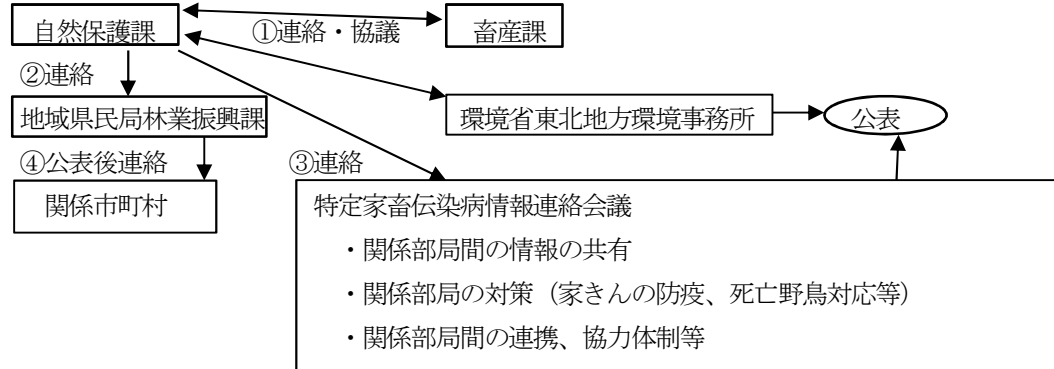 自然保護課
①連絡・協議
畜産課
②連絡
地域県民局林業振興課
環境省東北地方環境事務所
公表
④公表後連絡
③連絡
関係市町村
特定家畜伝染病情報連絡会議
・関係部局間の情報の共有
・関係部局の対策（家きんの防疫、死亡野鳥対応等）
・関係部局間の連携、協力体制等